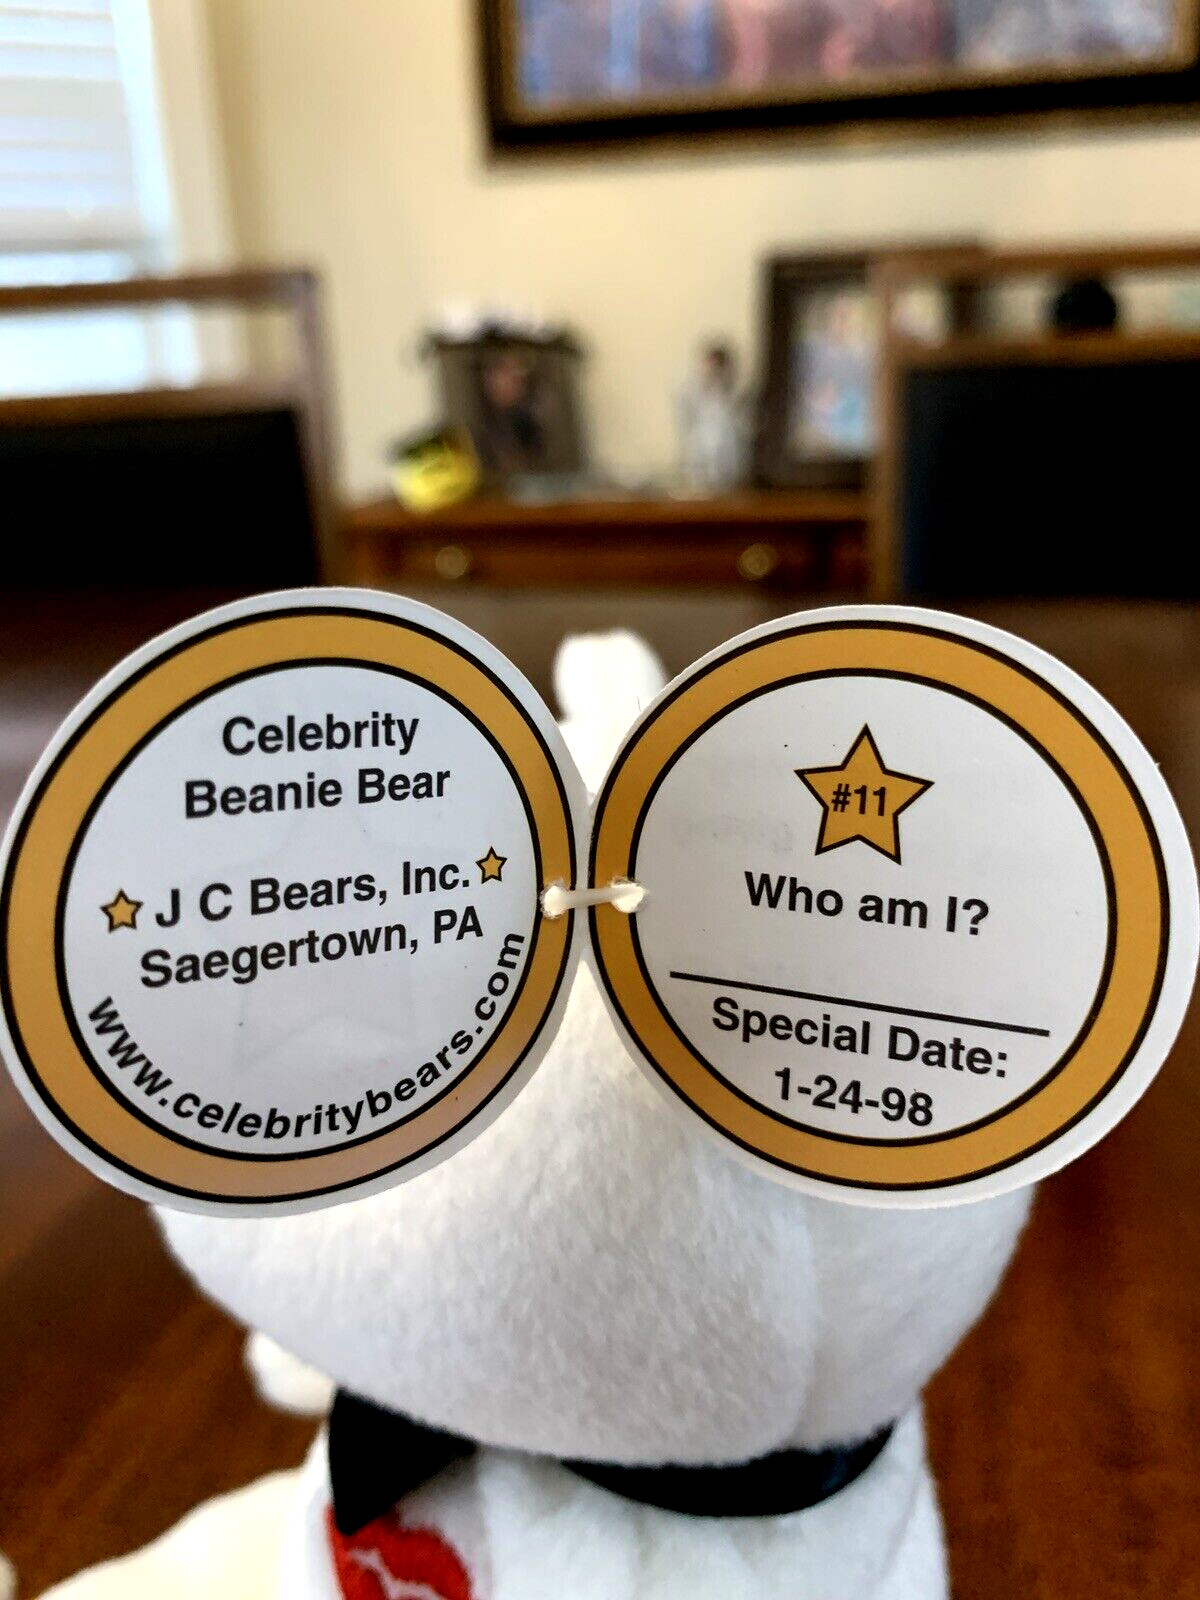 Celebrity
Beanie Bear
J C Bears, Inc.
Saegertown, PA
www.celebritybears.com
#11
Who am I?
Special Date:
1-24-98